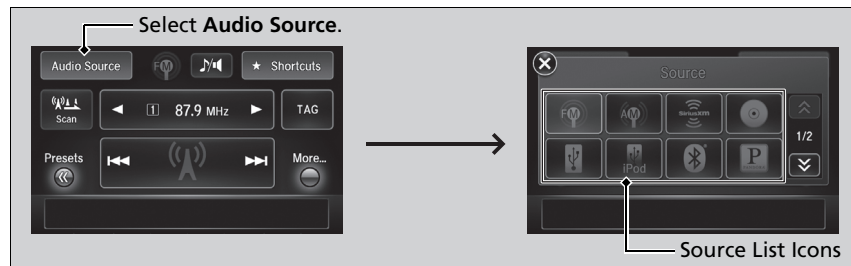 Select Audio Source.
Audio Source
FM
★ Shortcuts
Scan
1 87.9 MHz
TAG
Presets
More...
Source
FM
AM
SiriusXM
1/2
iPod
P
PANDORA
Source List Icons